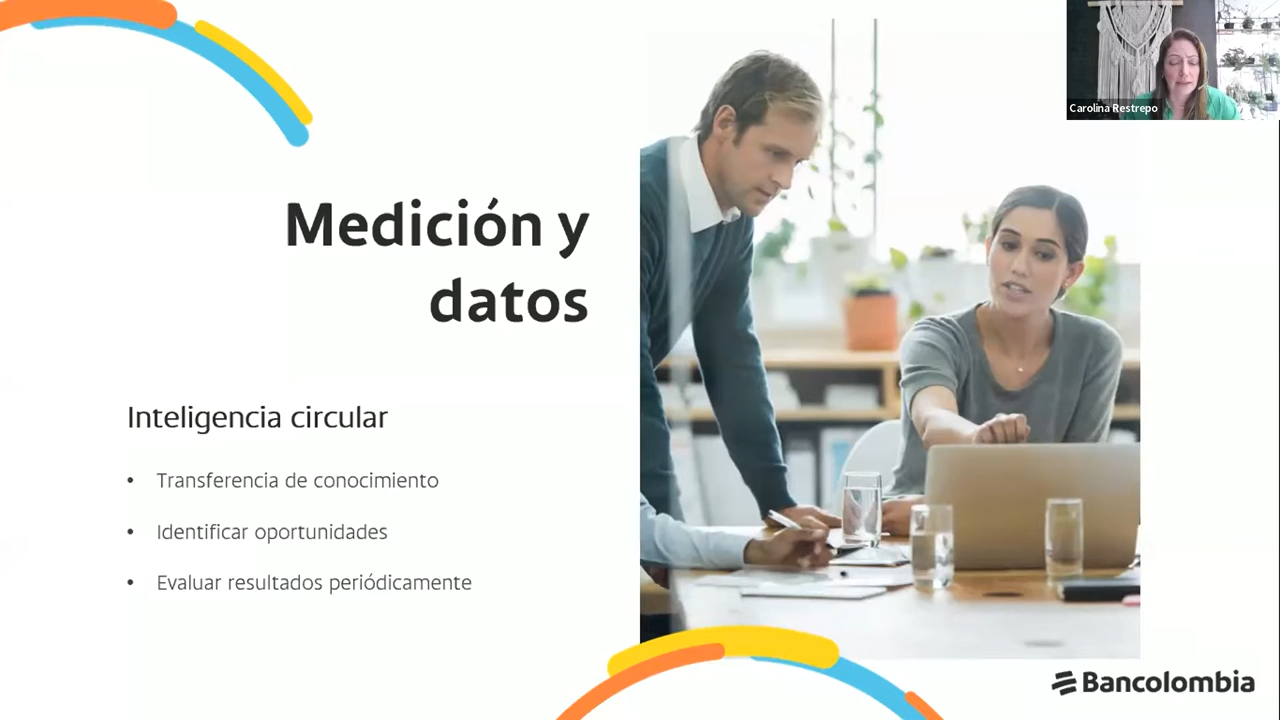 Carolina Restrepo
Medición y
datos
Inteligencia circular
• Transferencia de conocimiento
• Identificar oportunidades
• Evaluar resultados periódicamente
Bancolombia